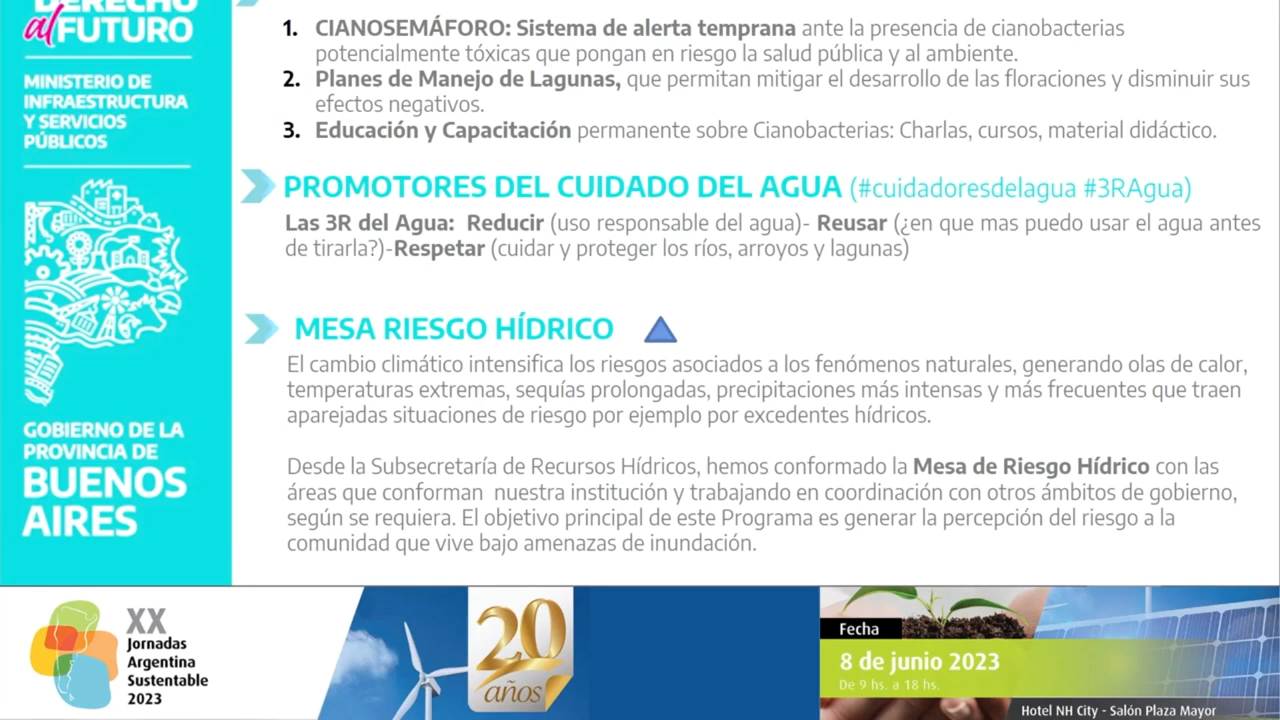 DERECHO
al FUTURO
MINISTERIO DE
INFRAESTRUCTURA
Y SERVICIOS
PÚBLICOS
GOBIERNO DE LA
PROVINCIA DE
BUENOS
AIRES
1. CIANOSEMÁFORO: Sistema de alerta temprana ante la presencia de cianobacterias
potencialmente tóxicas que pongan en riesgo la salud pública y al ambiente.
2. Planes de Manejo de Lagunas, que permitan mitigar el desarrollo de las floraciones y disminuir sus
efectos negativos.
3. Educación y Capacitación permanente sobre Cianobacterias: Charlas, cursos, material didáctico.
PROMOTORES DEL CUIDADO DEL AGUA (#cuidadoresdelagua #3RAgua)
Las 3R del Agua: Reducir (uso responsable del agua)- Reusar (¿en que mas puedo usar el agua antes
de tirarla?)-Respetar (cuidar y proteger los ríos, arroyos y lagunas)
MESA RIESGO HÍDRICO
El cambio climático intensifica los riesgos asociados a los fenómenos naturales, generando olas de calor,
temperaturas extremas, sequías prolongadas, precipitaciones más intensas y más frecuentes que traen
aparejadas situaciones de riesgo por ejemplo por excedentes hídricos.
Desde la Subsecretaría de Recursos Hídricos, hemos conformado la Mesa de Riesgo Hídrico con las
áreas que conforman nuestra institución y trabajando en coordinación con otros ámbitos de gobierno,
según se requiera. El objetivo principal de este Programa es generar la percepción del riesgo a la
comunidad que vive bajo amenazas de inundación.
XX
Jornadas
Argentina
Sustentable
2023
20
años
Fecha
8 de junio 2023
De 9 hs. a 18 hs.
Hotel NH City - Salón Plaza Mayor